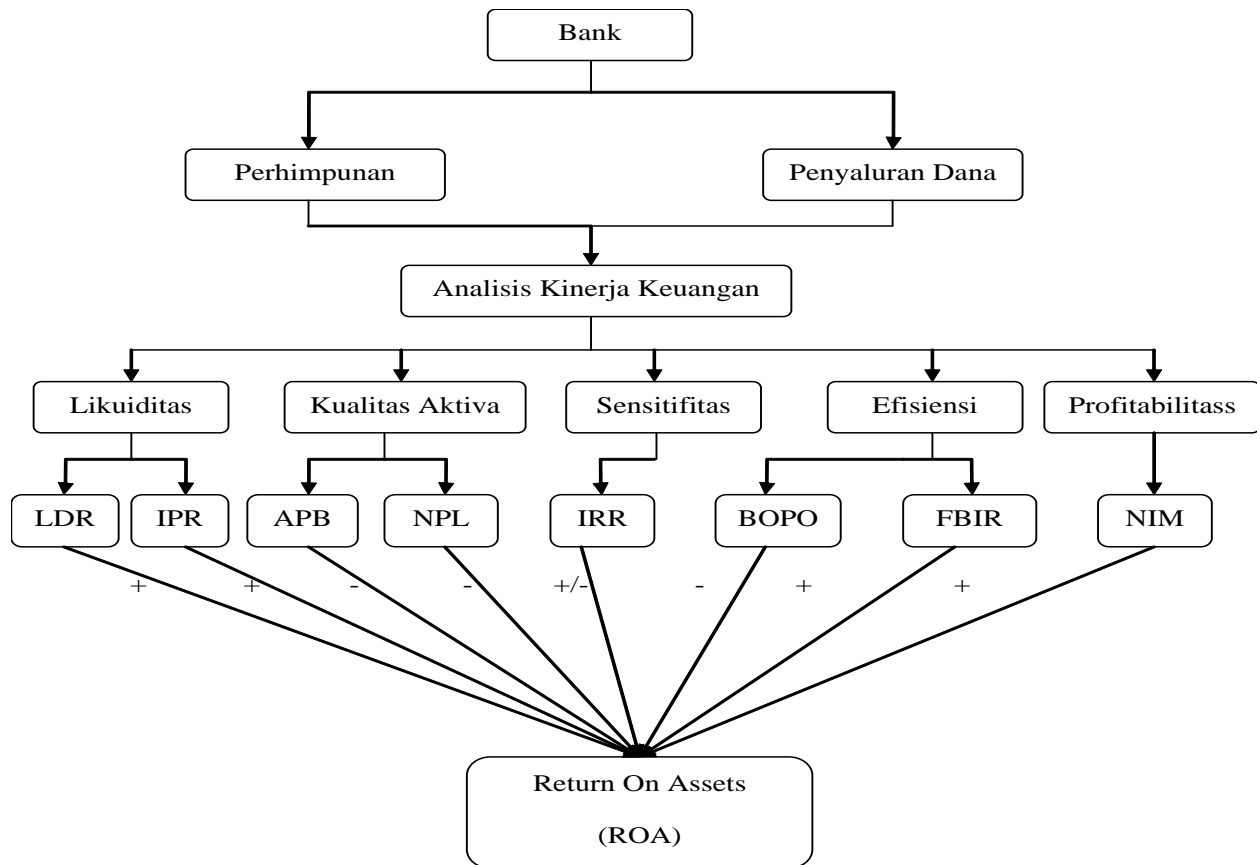 Bank
Perhimpunan
Penyaluran Dana
Analisis Kinerja Keuangan
Likuiditas
Kualitas Aktiva
Sensitifitas
Efisiensi
Profitabilitass
LDR
IPR
APB
NPL
IRR
BOPO
FBIR
NIM
+
+
-
-
+/-
-
+
+
Return On Assets
(ROA)